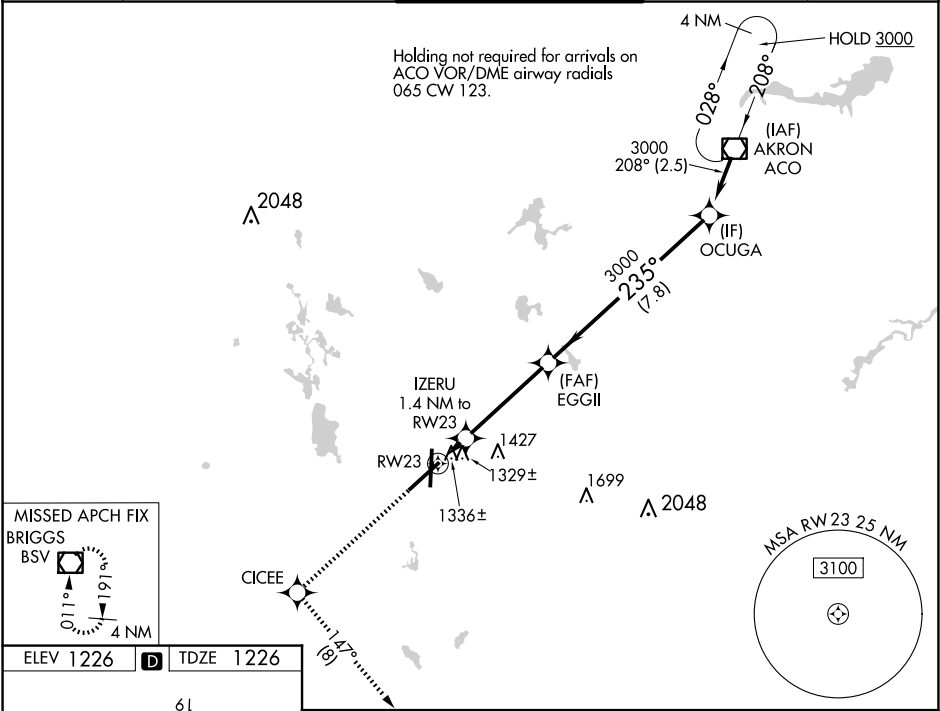 4 NM
HOLD 3000
Holding not required for arrivals on
ACO VOR/DME airway radials
065 CW 123.
028°
208°
(IAF)
AKRON
ACO
3000
208° (2.5)
2048
(IF)
OCUGA
3000
235°
(7.8)
(FAF)
EGGII
IZERU
1.4 NM to
RW23
1427
RW23
1329±
1336±
1699
2048
MISSED APCH FIX
BRIGGS
BSV
011°
191°
4 NM
CICEE
147°
(8)
MSA RW23 25 NM
3100
ELEV 1226 D TDZE 1226
6L